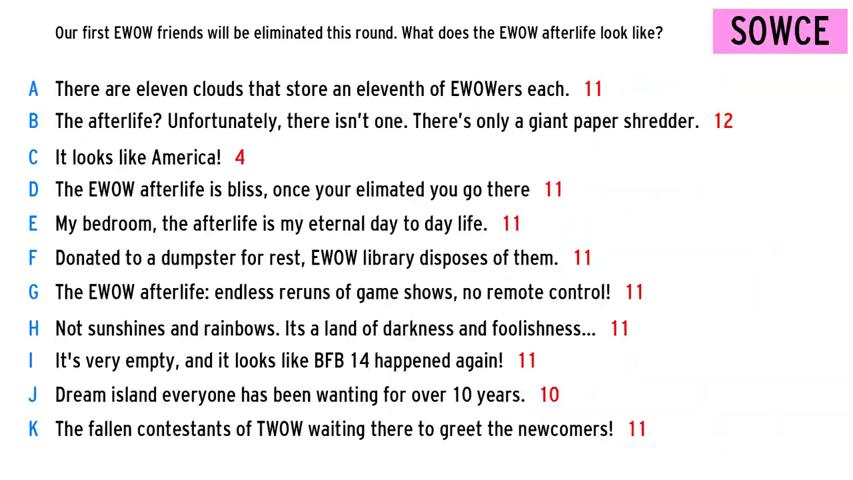 Our first EWOW friends will be eliminated this round. What does the EWOW afterlife look like?
SOWCE
A There are eleven clouds that store an eleventh of EWOWers each. 11
B The afterlife? Unfortunately, there isn't one. There's only a giant paper shredder. 12
C It looks like America! 4
D The EWOW afterlife is bliss, once your elimated you go there 11
E My bedroom, the afterlife is my eternal day to day life. 11
F Donated to a dumpster for rest, EWOW library disposes of them. 11
G The EWOW afterlife: endless reruns of game shows, no remote control! 11
H Not sunshines and rainbows. Its a land of darkness and foolishness... 11
I It's very empty, and it looks like BFB 14 happened again! 11
J Dream island everyone has been wanting for over 10 years. 10
K The fallen contestants of TWOW waiting there to greet the newcomers! 11